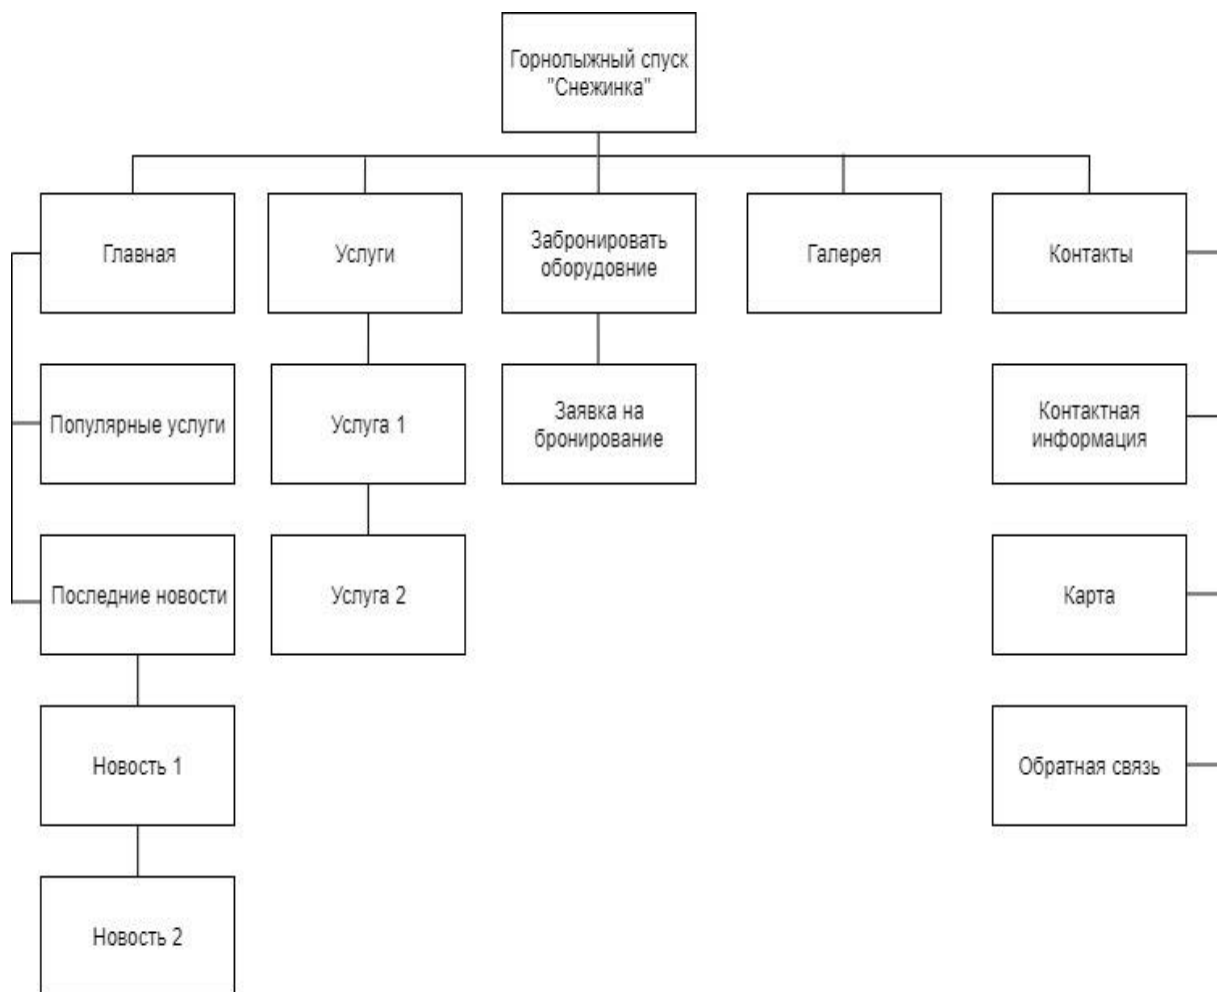 Горнолыжный спуск
"Снежинка"
Главная
Услуги
Забронировать
оборудовние
Галерея
Контакты
Популярные услуги
Услуга 1
Заявка на
бронирование
Контактная
информация
Последние новости
Услуга 2
Карта
Новость 1
Обратная связь
Новость 2